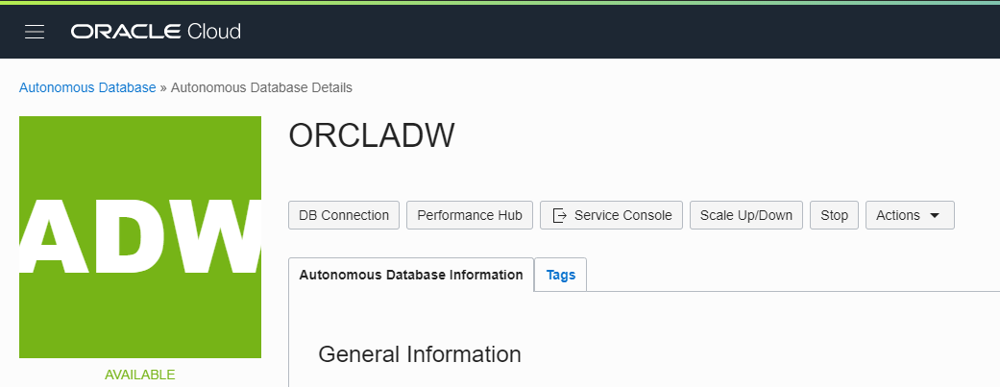 ORACLE Cloud
Autonomous Database » Autonomous Database Details
ADW
AVAILABLE
ORCLADW
DB Connection Performance Hub Service Console Scale Up/Down Stop Actions
Autonomous Database Information Tags
General Information